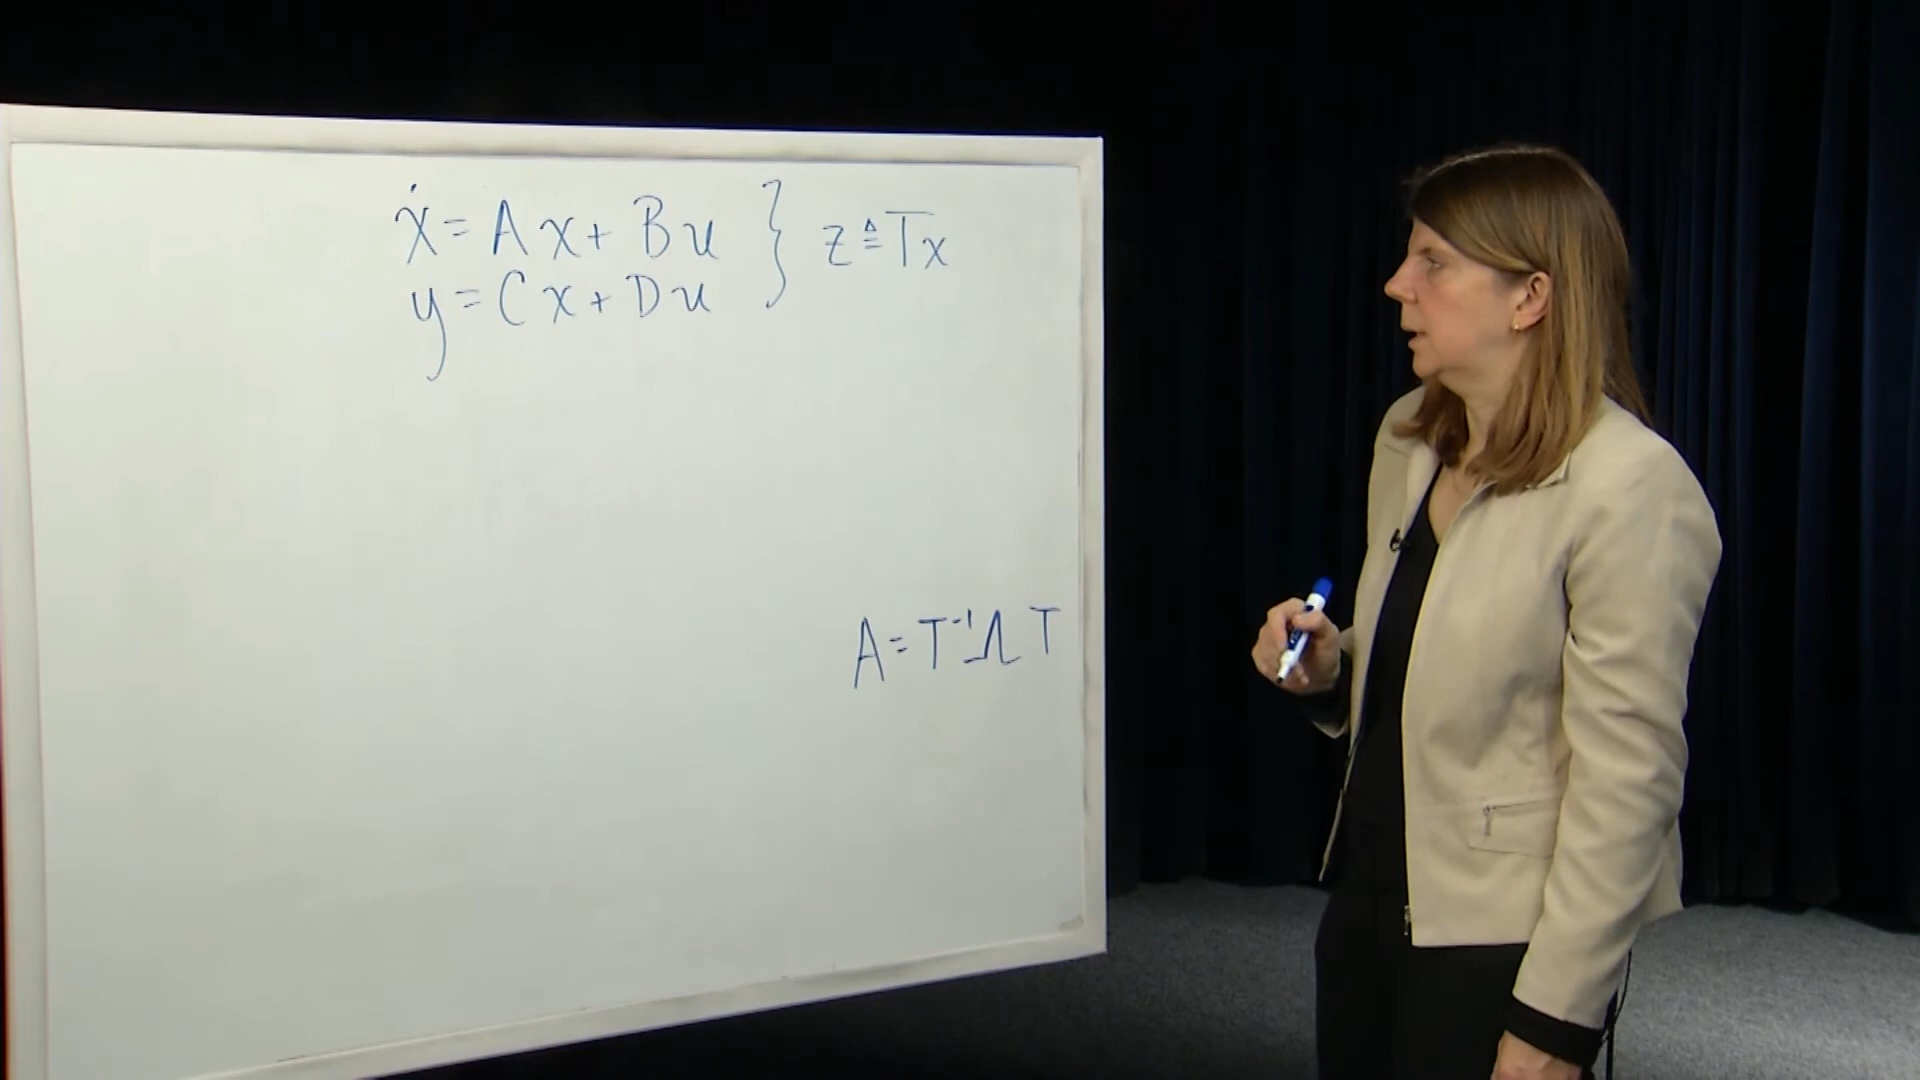 ẋ = Ax + Bu } z ≜ Tx
y = Cx + Du
A = T⁻¹ΛT